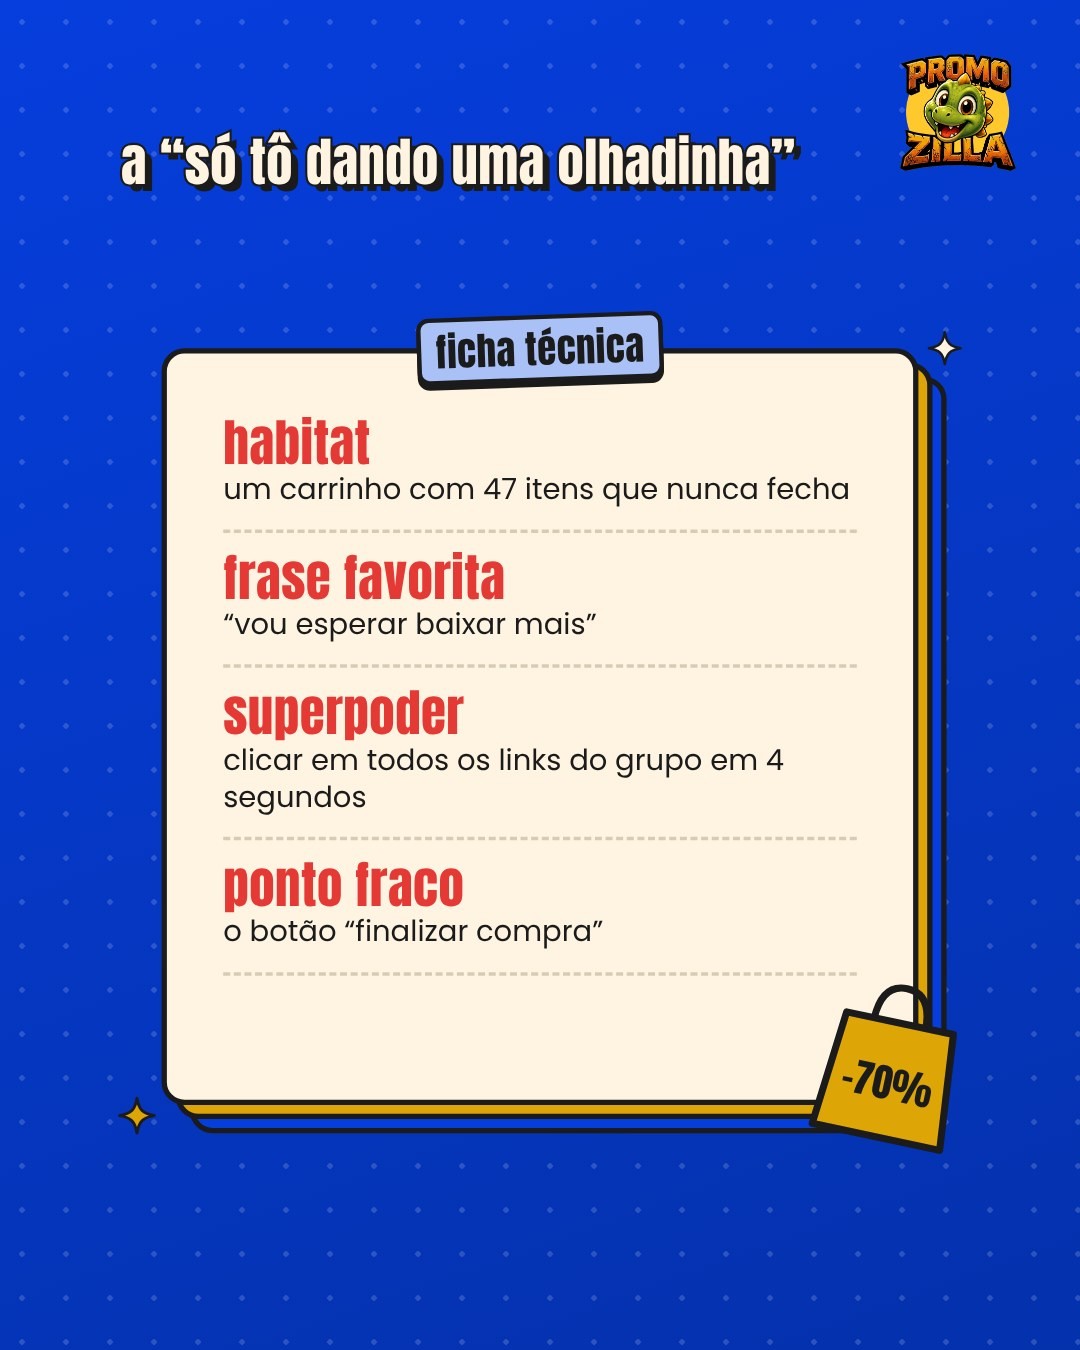 PROMO
ZILLA
a “só tô dando uma olhadinha”
ficha técnica
habitat
um carrinho com 47 itens que nunca fecha
frase favorita
“vou esperar baixar mais”
superpoder
clicar em todos os links do grupo em 4
segundos
ponto fraco
o botão “finalizar compra”
-70%